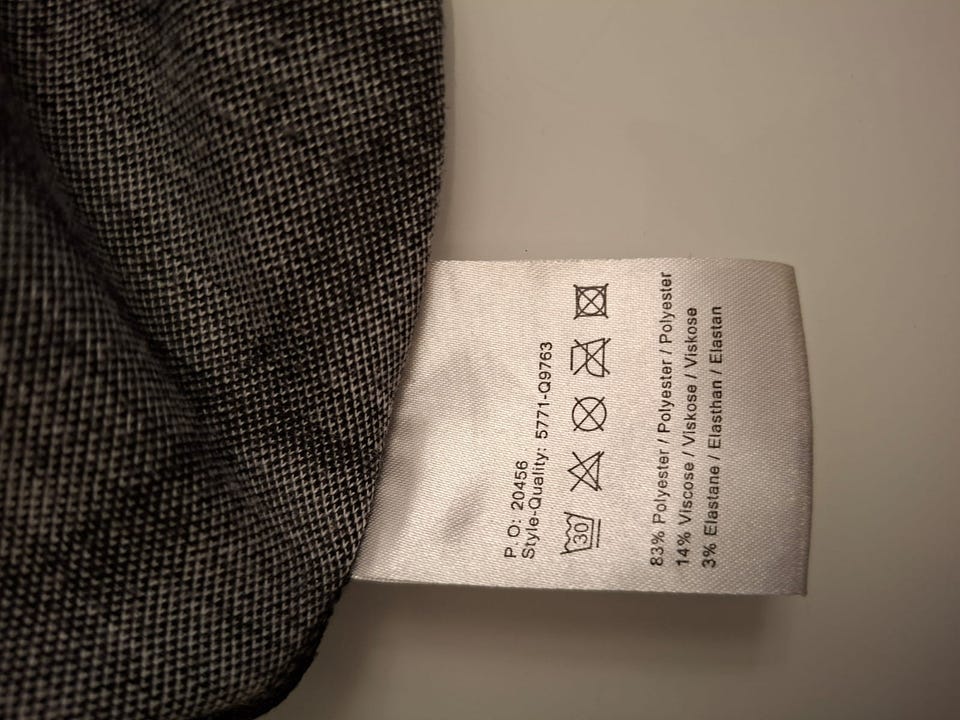 P.O: 20456
Style-Quality: 5771-Q9763
30
83% Polyester / Polyester / Polyester
14% Viscose / Viskose / Viskose
3% Elastane / Elasthan / Elastan